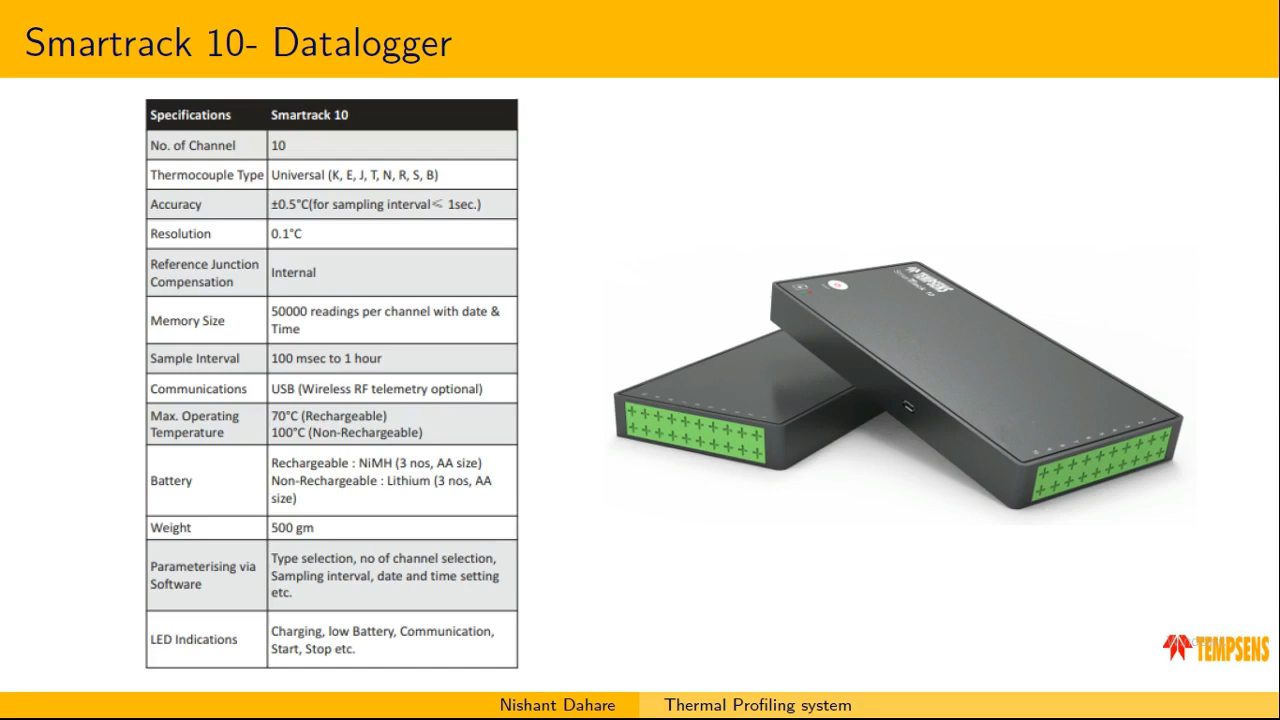 Smartrack 10- Datalogger
Specifications Smartrack 10
No. of Channel 10
Thermocouple Type Universal (K, E, J, T, N, R, S, B)
Accuracy ±0.5°C(for sampling interval⩽ 1sec.)
Resolution 0.1°C
Reference Junction
Compensation
Internal
Memory Size
50000 readings per channel with date &
Time
Sample Interval 100 msec to 1 hour
Communications USB (Wireless RF telemetry optional)
Max. Operating
Temperature
70°C (Rechargeable)
100°C (Non-Rechargeable)
Battery
Rechargeable : NiMH (3 nos, AA size)
Non-Rechargeable : Lithium (3 nos, AA
size)
Weight 500 gm
Parameterising via
Software
Type selection, no of channel selection,
Sampling interval, date and time setting
etc.
LED Indications
Charging, low Battery, Communication,
Start, Stop etc.
TEMPSENS
Smartrack 10
TEMPSENS
Nishant Dahare Thermal Profiling system